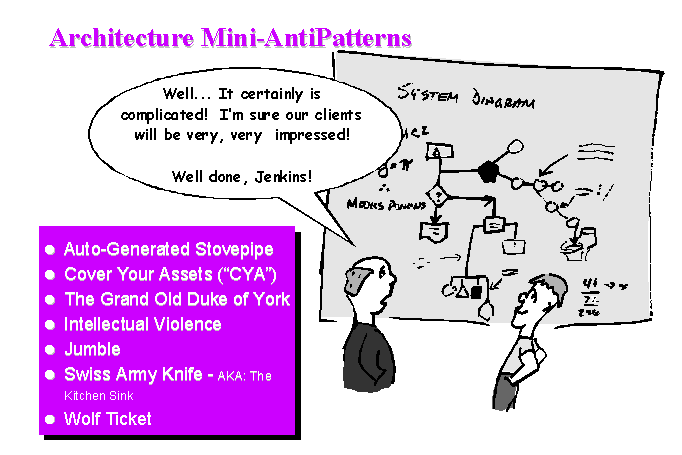 Architecture Mini-AntiPatterns
Well... It certainly is
complicated! I'm sure our clients
will be very, very impressed!
Well done, Jenkins!
SYSTEM DIAGRAM
?
Auto-Generated Stovepipe
Cover Your Assets ("CYA")
The Grand Old Duke of York
Intellectual Violence
Jumble
Swiss Army Knife - AKA: The
Kitchen Sink
Wolf Ticket